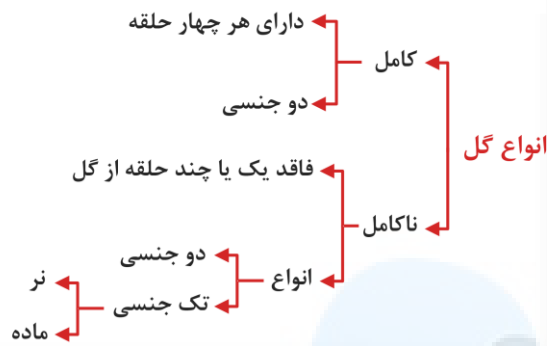 انواع گل
کامل
دارای هر چهار حلقه
دو جنسی
ناکامل
فاقد یک یا چند حلقه از گل
انواع
دو جنسی
تک جنسی
نر
ماده